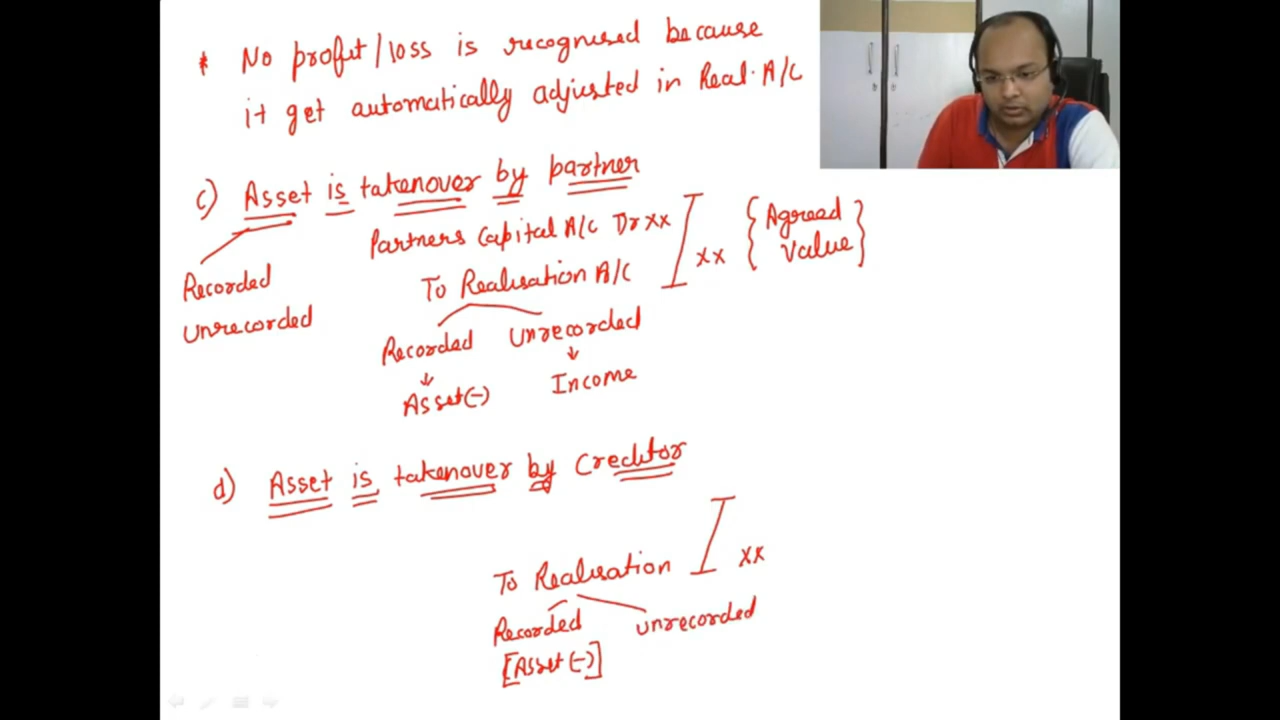 * No profit/loss is recognised because
it get automatically adjusted in Real. A/C
c) Asset is takenover by partner
Recorded
unrecorded
Partners Capital A/C Dr xx
To Realisation A/C
xx {Agreed
Value}
Recorded Unrecorded
Asset(-) Income
d) Asset is takenover by Creditor
To Realisation xx
Recorded unrecorded
[Asset (-)]